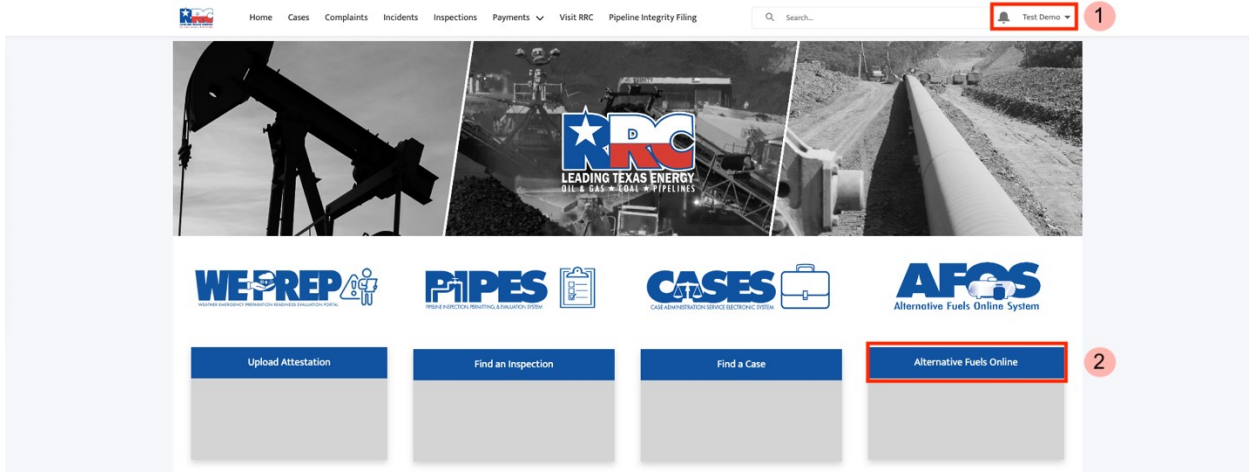 RRC
Home Cases Complaints Incidents Inspections Payments Visit RRC Pipeline Integrity Filing Search... Test Demo 1
RRC
LEADING TEXAS ENERGY
OIL & GAS ★ COAL ★ PIPELINES
WEPREP PIPES CASES AFOS
WEATHER EMERGENCY PREPARATION READINESS EVALUATION PORTAL PIPELINE INSPECTION, PERMITTING, & EVALUATION SYSTEM CASE ADMINISTRATION SERVICE ELECTRONIC SYSTEM Alternative Fuels Online System
Upload Attestation Find an Inspection Find a Case Alternative Fuels Online 2